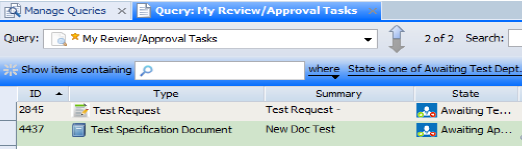 Manage Queries
Query: My Review/Approval Tasks
Query: My Review/Approval Tasks 2 of 2 Search:
Show items containing where State is one of Awaiting Test Dept.
ID Type Summary State
2845 Test Request Test Request - Awaiting Te...
4437 Test Specification Document New Doc Test Awaiting Ap...